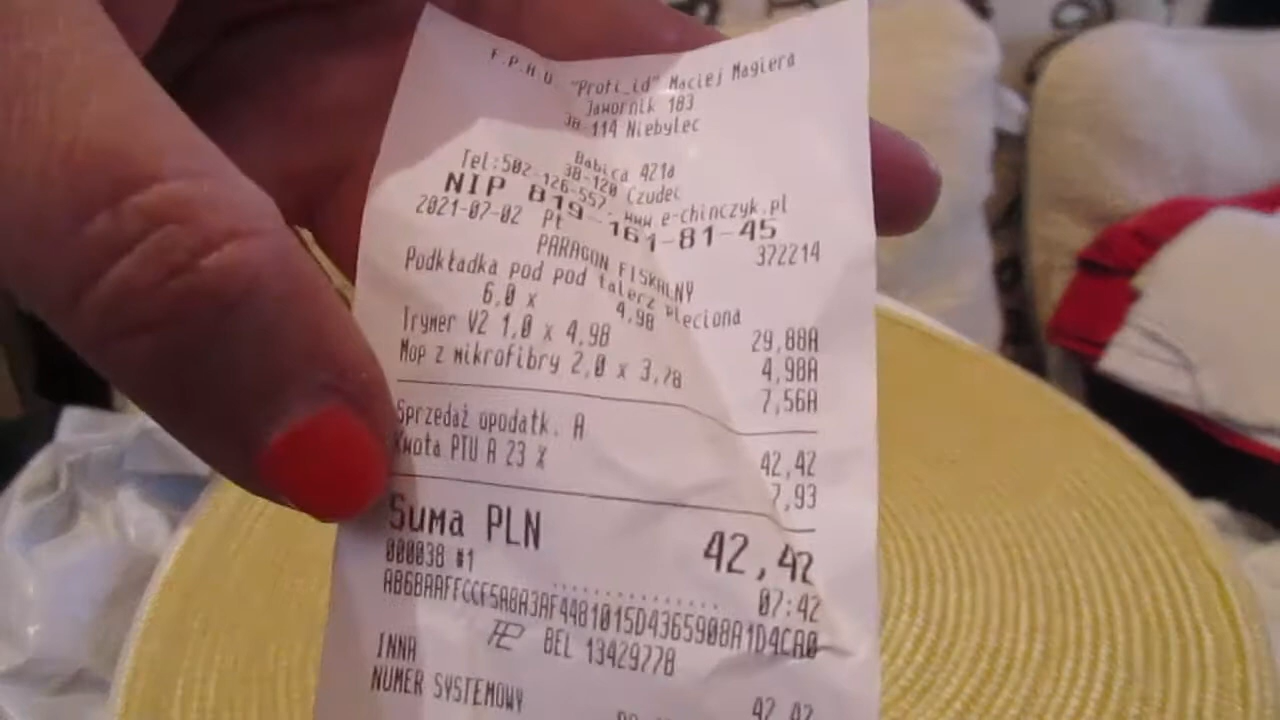 F.P.H.U. "Profi_id" Maciej Magiera
Jawornik 183
38-114 Niebylec
Babica 421a
38-120 Czudec
Tel:502-126-557, www e-chinczyk.pl
NIP 819-161-81-45
2021-07-02 Pt 372214
PARAGON FISKALNY
Podkładka pod pod talerz pleciona
6,0 x 4,98 29,88A
Trymer V2 1,0 x 4,98 4,98A
Mop z mikrofibry 2,0 x 3,78 7,56A
Sprzedaż opodatk. A 42,42
Kwota PTU A 23 % 7,93
Suma PLN 42,42
000038 #1 07:42
AB6BAAFFCCF5A8A3AF4481015D4365908A1D4CA0
BEL 13429778
INNA 42,42
NUMER SYSTEMOWY